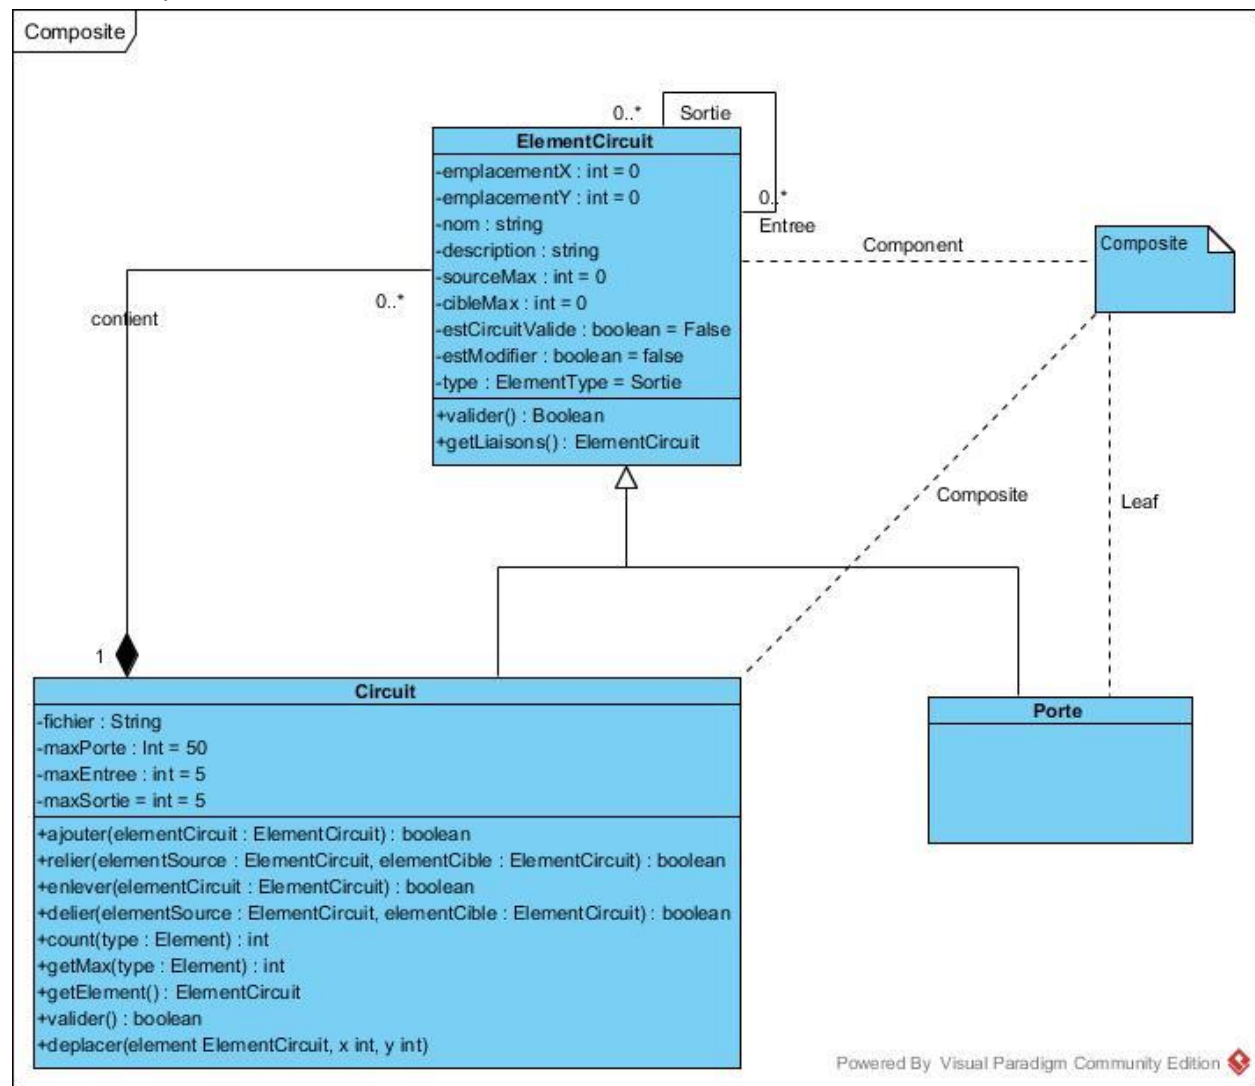 Composite
0..*
Sortie
ElementCircuit
-emplacementX : int = 0
-emplacementY : int = 0
-nom : string
-description : string
-sourceMax : int = 0
-cibleMax : int = 0
-estCircuitValide : boolean = False
-estModifier : boolean = false
-type : ElementType = Sortie
+valider() : Boolean
+getLiaisons() : ElementCircuit
0..*
Entree
Component
Composite
0..*
contient
Composite
Leaf
1
Circuit
-fichier : String
-maxPorte : Int = 50
-maxEntree : int = 5
-maxSortie = int = 5
+ajouter(elementCircuit : ElementCircuit) : boolean
+relier(elementSource : ElementCircuit, elementCible : ElementCircuit) : boolean
+enlever(elementCircuit : ElementCircuit) : boolean
+delier(elementSource : ElementCircuit, elementCible : ElementCircuit) : boolean
+count(type : Element) : int
+getMax(type : Element) : int
+getElement() : ElementCircuit
+valider() : boolean
+deplacer(element ElementCircuit, x int, y int)
Porte
Powered By Visual Paradigm Community Edition